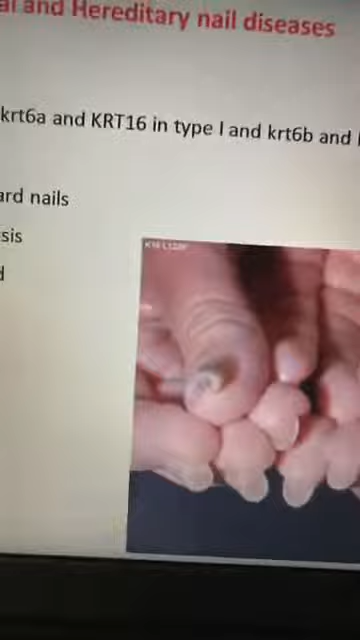 al and Hereditary nail diseases
krt6a and KRT16 in type I and krt6b and
ard nails
sis
d